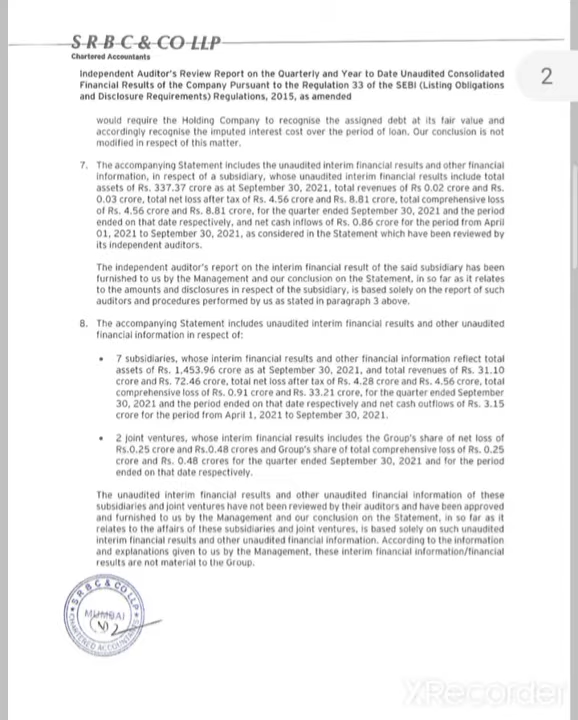 S R B C & CO LLP
Chartered Accountants
Independent Auditor's Review Report on the Quarterly and Year to Date Unaudited Consolidated
Financial Results of the Company Pursuant to the Regulation 33 of the SEBI (Listing Obligations
and Disclosure Requirements) Regulations, 2015, as amended
2
would require the Holding Company to recognise the assigned debt at its fair value and
accordingly recognise the imputed interest cost over the period of loan. Our conclusion is not
modified in respect of this matter.
7. The accompanying Statement includes the unaudited interim financial results and other financial
information, in respect of a subsidiary, whose unaudited interim financial results include total
assets of Rs. 337.37 crore as at September 30, 2021, total revenues of Rs 0.02 crore and Rs.
0.03 crore, total net loss after tax of Rs. 4.56 crore and Rs. 8.81 crore, total comprehensive loss
of Rs. 4.56 crore and Rs. 8.81 crore, for the quarter ended September 30, 2021 and the period
ended on that date respectively, and net cash inflows of Rs. 0.86 crore for the period from April
01, 2021 to September 30, 2021, as considered in the Statement which have been reviewed by
its independent auditors.
The independent auditor's report on the interim financial result of the said subsidiary has been
furnished to us by the Management and our conclusion on the Statement, in so far as it relates
to the amounts and disclosures in respect of the subsidiary, is based solely on the report of such
auditors and procedures performed by us as stated in paragraph 3 above.
8. The accompanying Statement includes unaudited interim financial results and other unaudited
financial information in respect of:
• 7 subsidiaries, whose interim financial results and other financial information reflect total
assets of Rs. 1,453.96 crore as at September 30, 2021, and total revenues of Rs. 31.10
crore and Rs. 72.46 crore, total net loss after tax of Rs. 4.28 crore and Rs. 4.56 crore, total
comprehensive loss of Rs. 0.91 crore and Rs. 33.21 crore, for the quarter ended September
30, 2021 and the period ended on that date respectively and net cash outflows of Rs. 3.15
crore for the period from April 1, 2021 to September 30, 2021.
• 2 joint ventures, whose interim financial results includes the Group's share of net loss of
Rs.0.25 crore and Rs.0.48 crores and Group's share of total comprehensive loss of Rs. 0.25
crore and Rs. 0.48 crores for the quarter ended September 30, 2021 and for the period
ended on that date respectively.
The unaudited interim financial results and other unaudited financial information of these
subsidiaries and joint ventures have not been reviewed by their auditors and have been approved
and furnished to us by the Management and our conclusion on the Statement, in so far as it
relates to the affairs of these subsidiaries and joint ventures, is based solely on such unaudited
interim financial results and other unaudited financial information. According to the information
and explanations given to us by the Management, these interim financial information/financial
results are not material to the Group.
S R B C & CO LLP
MUMBAI
CHARTERED ACCOUNTANTS
XRecorder